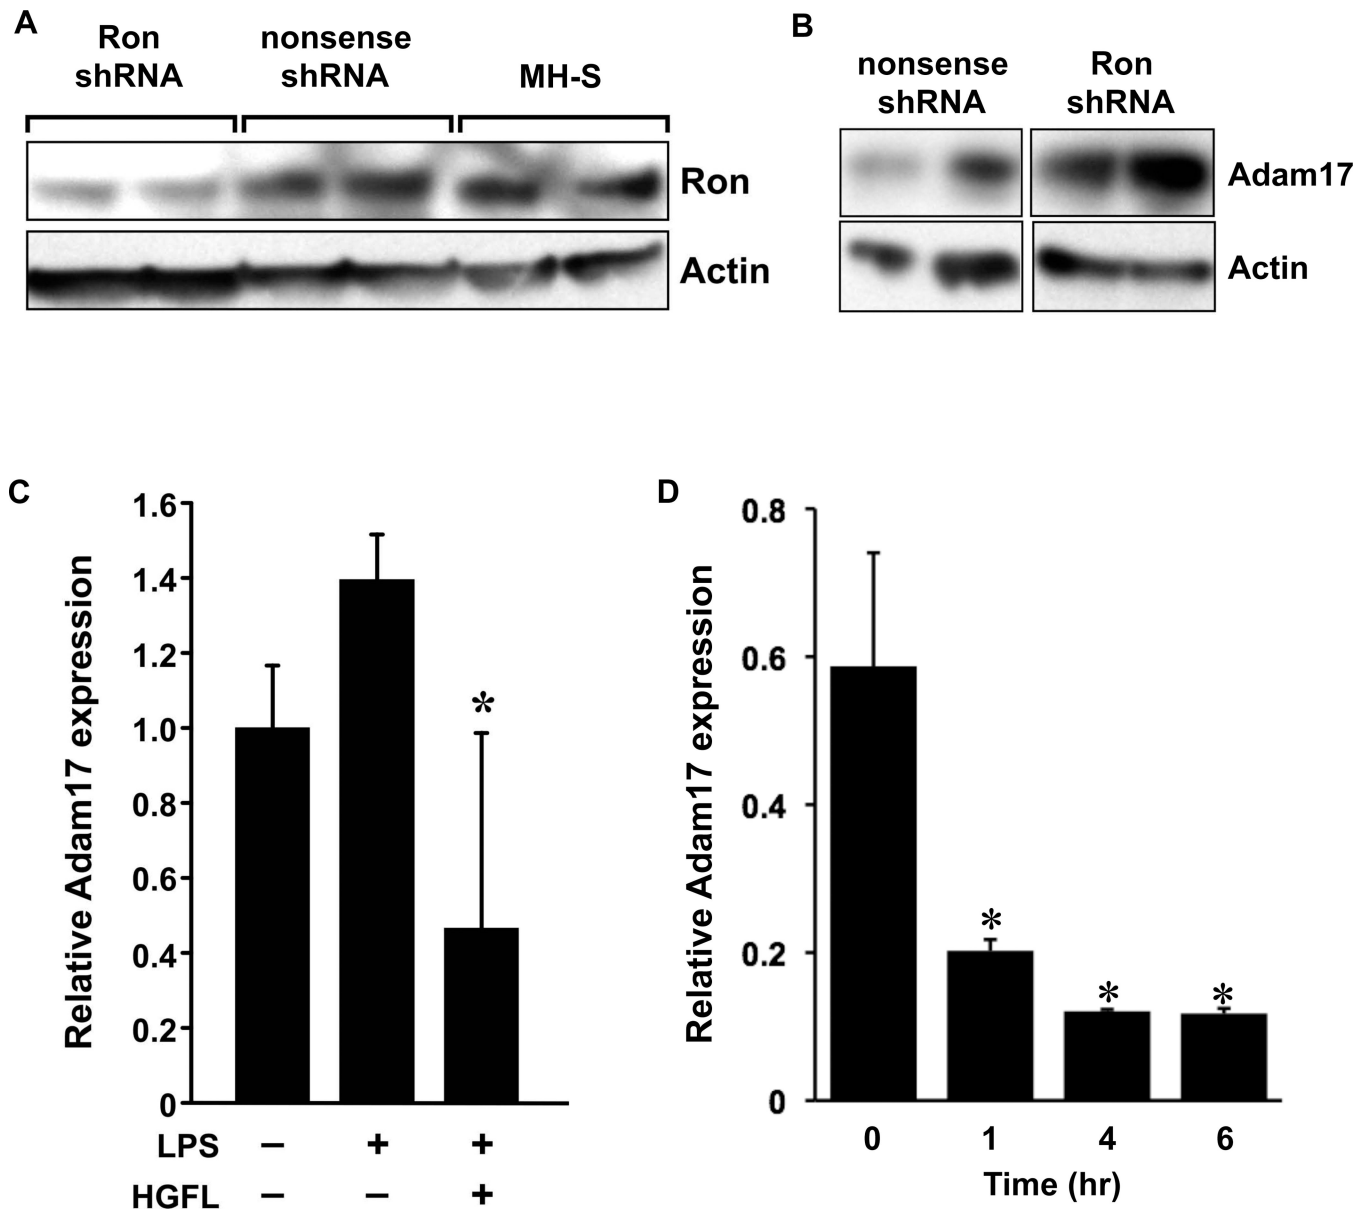 A
Ron
shRNA
nonsense
shRNA
MH-S
Ron
Actin
B
nonsense
shRNA
Ron
shRNA
Adam17
Actin
C
Relative Adam17 expression
1.6
1.4
1.2
1.0
0.8
0.6
0.4
0.2
0
LPS – + +
HGFL – – +
*
D
Relative Adam17 expression
0.8
0.6
0.4
0.2
0
* * *
0 1 4 6
Time (hr)